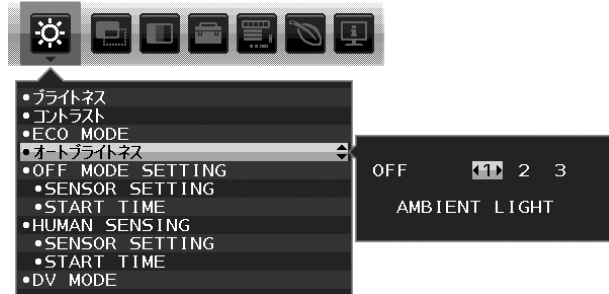 •ブライトネス
•コントラスト
•ECO MODE
•オートブライトネス
•OFF MODE SETTING
•SENSOR SETTING
•START TIME
•HUMAN SENSING
•SENSOR SETTING
•START TIME
•DV MODE
OFF 1 2 3
AMBIENT LIGHT